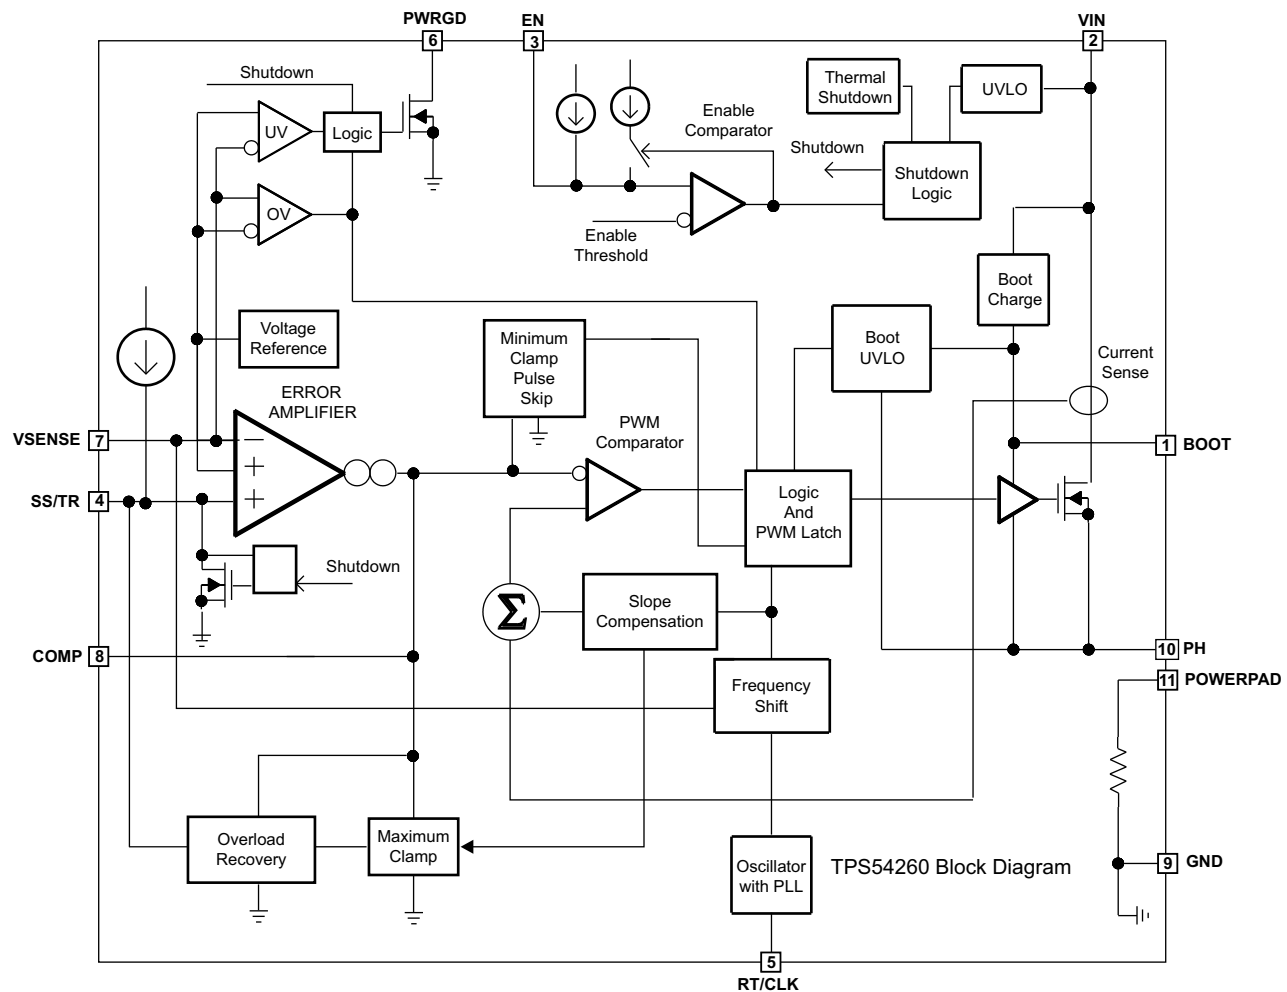 PWRGD
6
EN
3
VIN
2
Shutdown
Thermal
Shutdown
UVLO
UV
Logic
Enable
Comparator
Shutdown
Shutdown
Logic
OV
Enable
Threshold
Boot
Charge
Voltage
Reference
Minimum
Clamp
Pulse
Skip
Boot
UVLO
Current
Sense
ERROR
AMPLIFIER
PWM
Comparator
VSENSE
7
−
+
+
1
BOOT
SS/TR
4
Logic
And
PWM Latch
Shutdown
Σ
Slope
Compensation
COMP
8
10
PH
11
POWERPAD
Frequency
Shift
Overload
Recovery
Maximum
Clamp
Oscillator
with PLL
TPS54260 Block Diagram
9
GND
5
RT/CLK